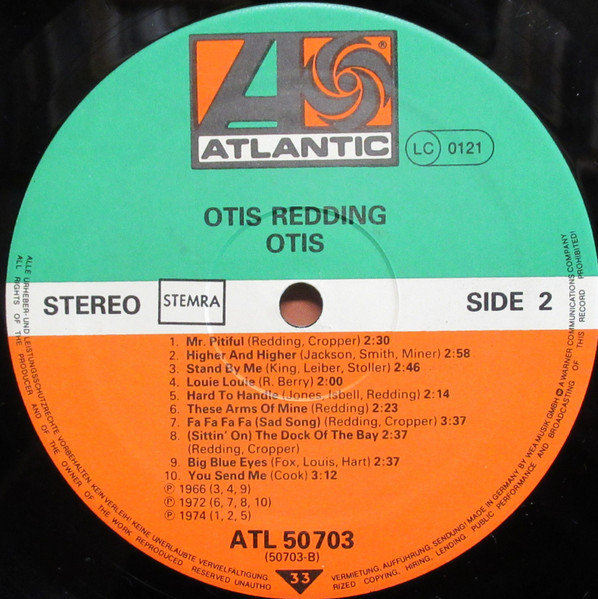 ATLANTIC
®
LC 0121
OTIS REDDING
OTIS
STEREO
STEMRA
SIDE 2
1. Mr. Pitiful (Redding, Cropper) 2:30
2. Higher And Higher (Jackson, Smith, Miner) 2:58
3. Stand By Me (King, Leiber, Stoller) 2:46
4. Louie Louie (R. Berry) 2:00
5. Hard To Handle (Jones, Isbell, Redding) 2:14
6. These Arms Of Mine (Redding) 2:23
7. Fa Fa Fa Fa (Sad Song) (Redding, Cropper) 3:37
8. (Sittin' On) The Dock Of The Bay 2:37
(Redding, Cropper)
9. Big Blue Eyes (Fox, Louis, Hart) 2:37
10. You Send Me (Cook) 3:12
℗ 1966 (3, 4, 9)
℗ 1972 (6, 7, 8, 10)
℗ 1974 (1, 2, 5)
ATL 50703
(50703-B)
33
ALLE URHEBER- UND LEISTUNGSSCHUTZRECHTE VORBEHALTEN KEIN VERLEIH! KEINE UNERLAUBTE VERVIELFÄLTIGUNG,
VERMIETUNG, AUFFÜHRUNG, SENDUNG! MADE IN GERMANY BY WEA MUSIK GMBH A WARNER COMMUNICATIONS COMPANY
ALL RIGHTS OF THE PRODUCER AND OF THE OWNER OF THE WORK REPRODUCED RESERVED UNAUTHO
RIZED COPYING, HIRING, LENDING PUBLIC PERFORMANCE AND BROADCASTING OF THIS RECORD PROHIBITED!